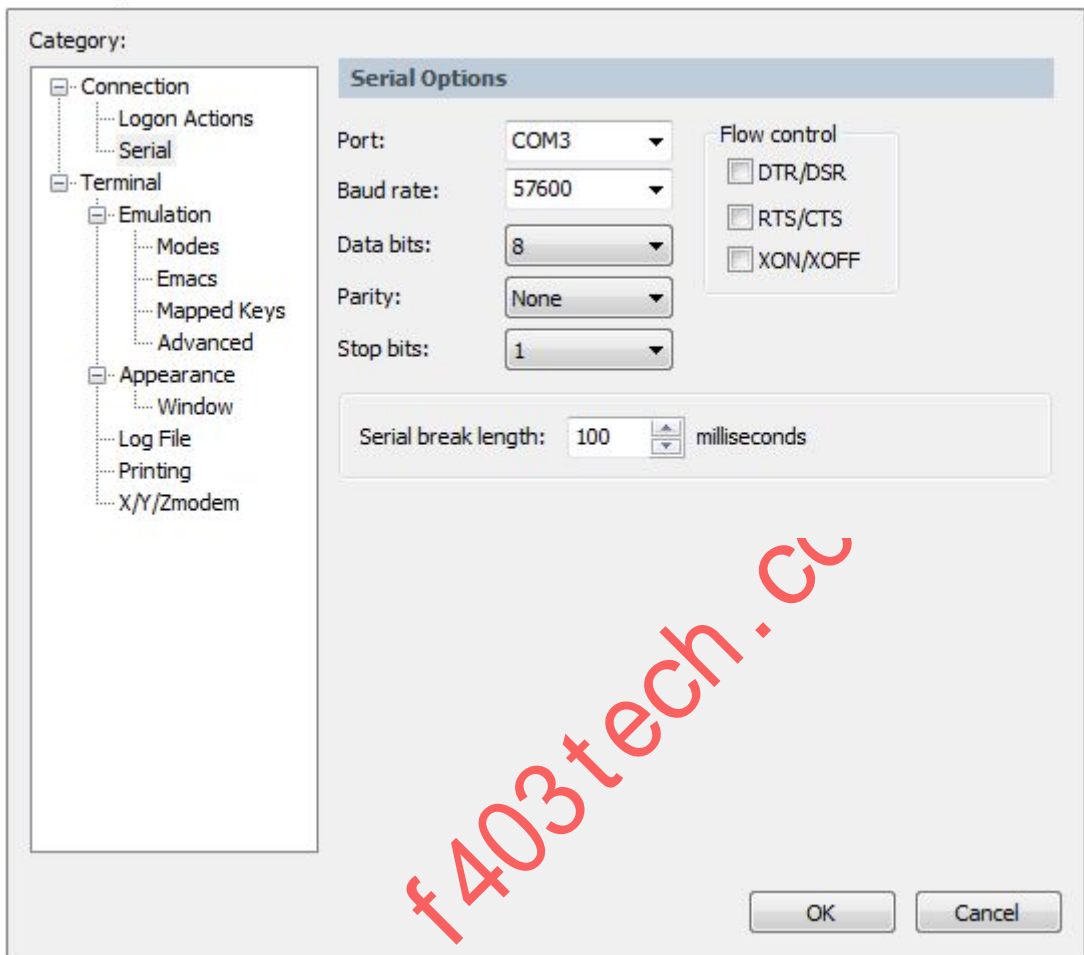 Category:
Connection
Logon Actions
Serial
Terminal
Emulation
Modes
Emacs
Mapped Keys
Advanced
Appearance
Window
Log File
Printing
X/Y/Zmodem
Serial Options
Port: COM3
Baud rate: 57600
Data bits: 8
Parity: None
Stop bits: 1
Flow control
DTR/DSR
RTS/CTS
XON/XOFF
Serial break length: 100 milliseconds
f403tech.co
OK Cancel